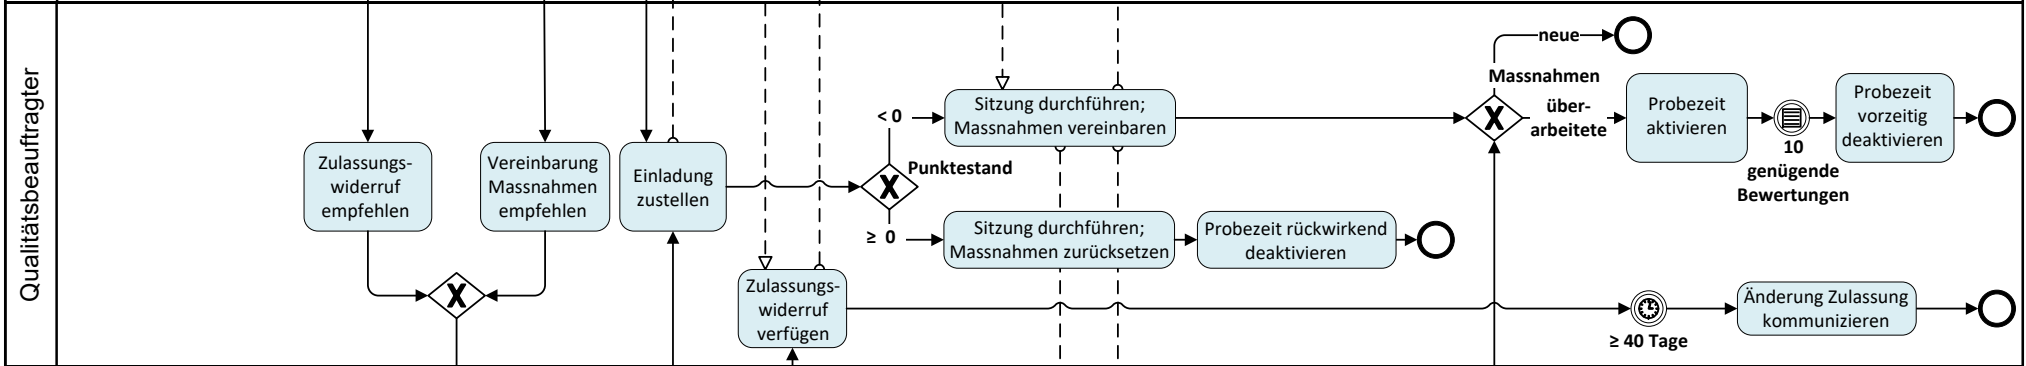 Qualitätsbeauftragter
Zulassungs-
widerruf
empfehlen
Vereinbarung
Massnahmen
empfehlen
Einladung
zustellen
Zulassungs-
widerruf
verfügen
< 0
Punktestand
≥ 0
Sitzung durchführen;
Massnahmen vereinbaren
Sitzung durchführen;
Massnahmen zurücksetzen
Probezeit rückwirkend
deaktivieren
neue
Massnahmen
über-
arbeitete
Probezeit
aktivieren
10
genügende
Bewertungen
Probezeit
vorzeitig
deaktivieren
≥ 40 Tage
Änderung Zulassung
kommunizieren